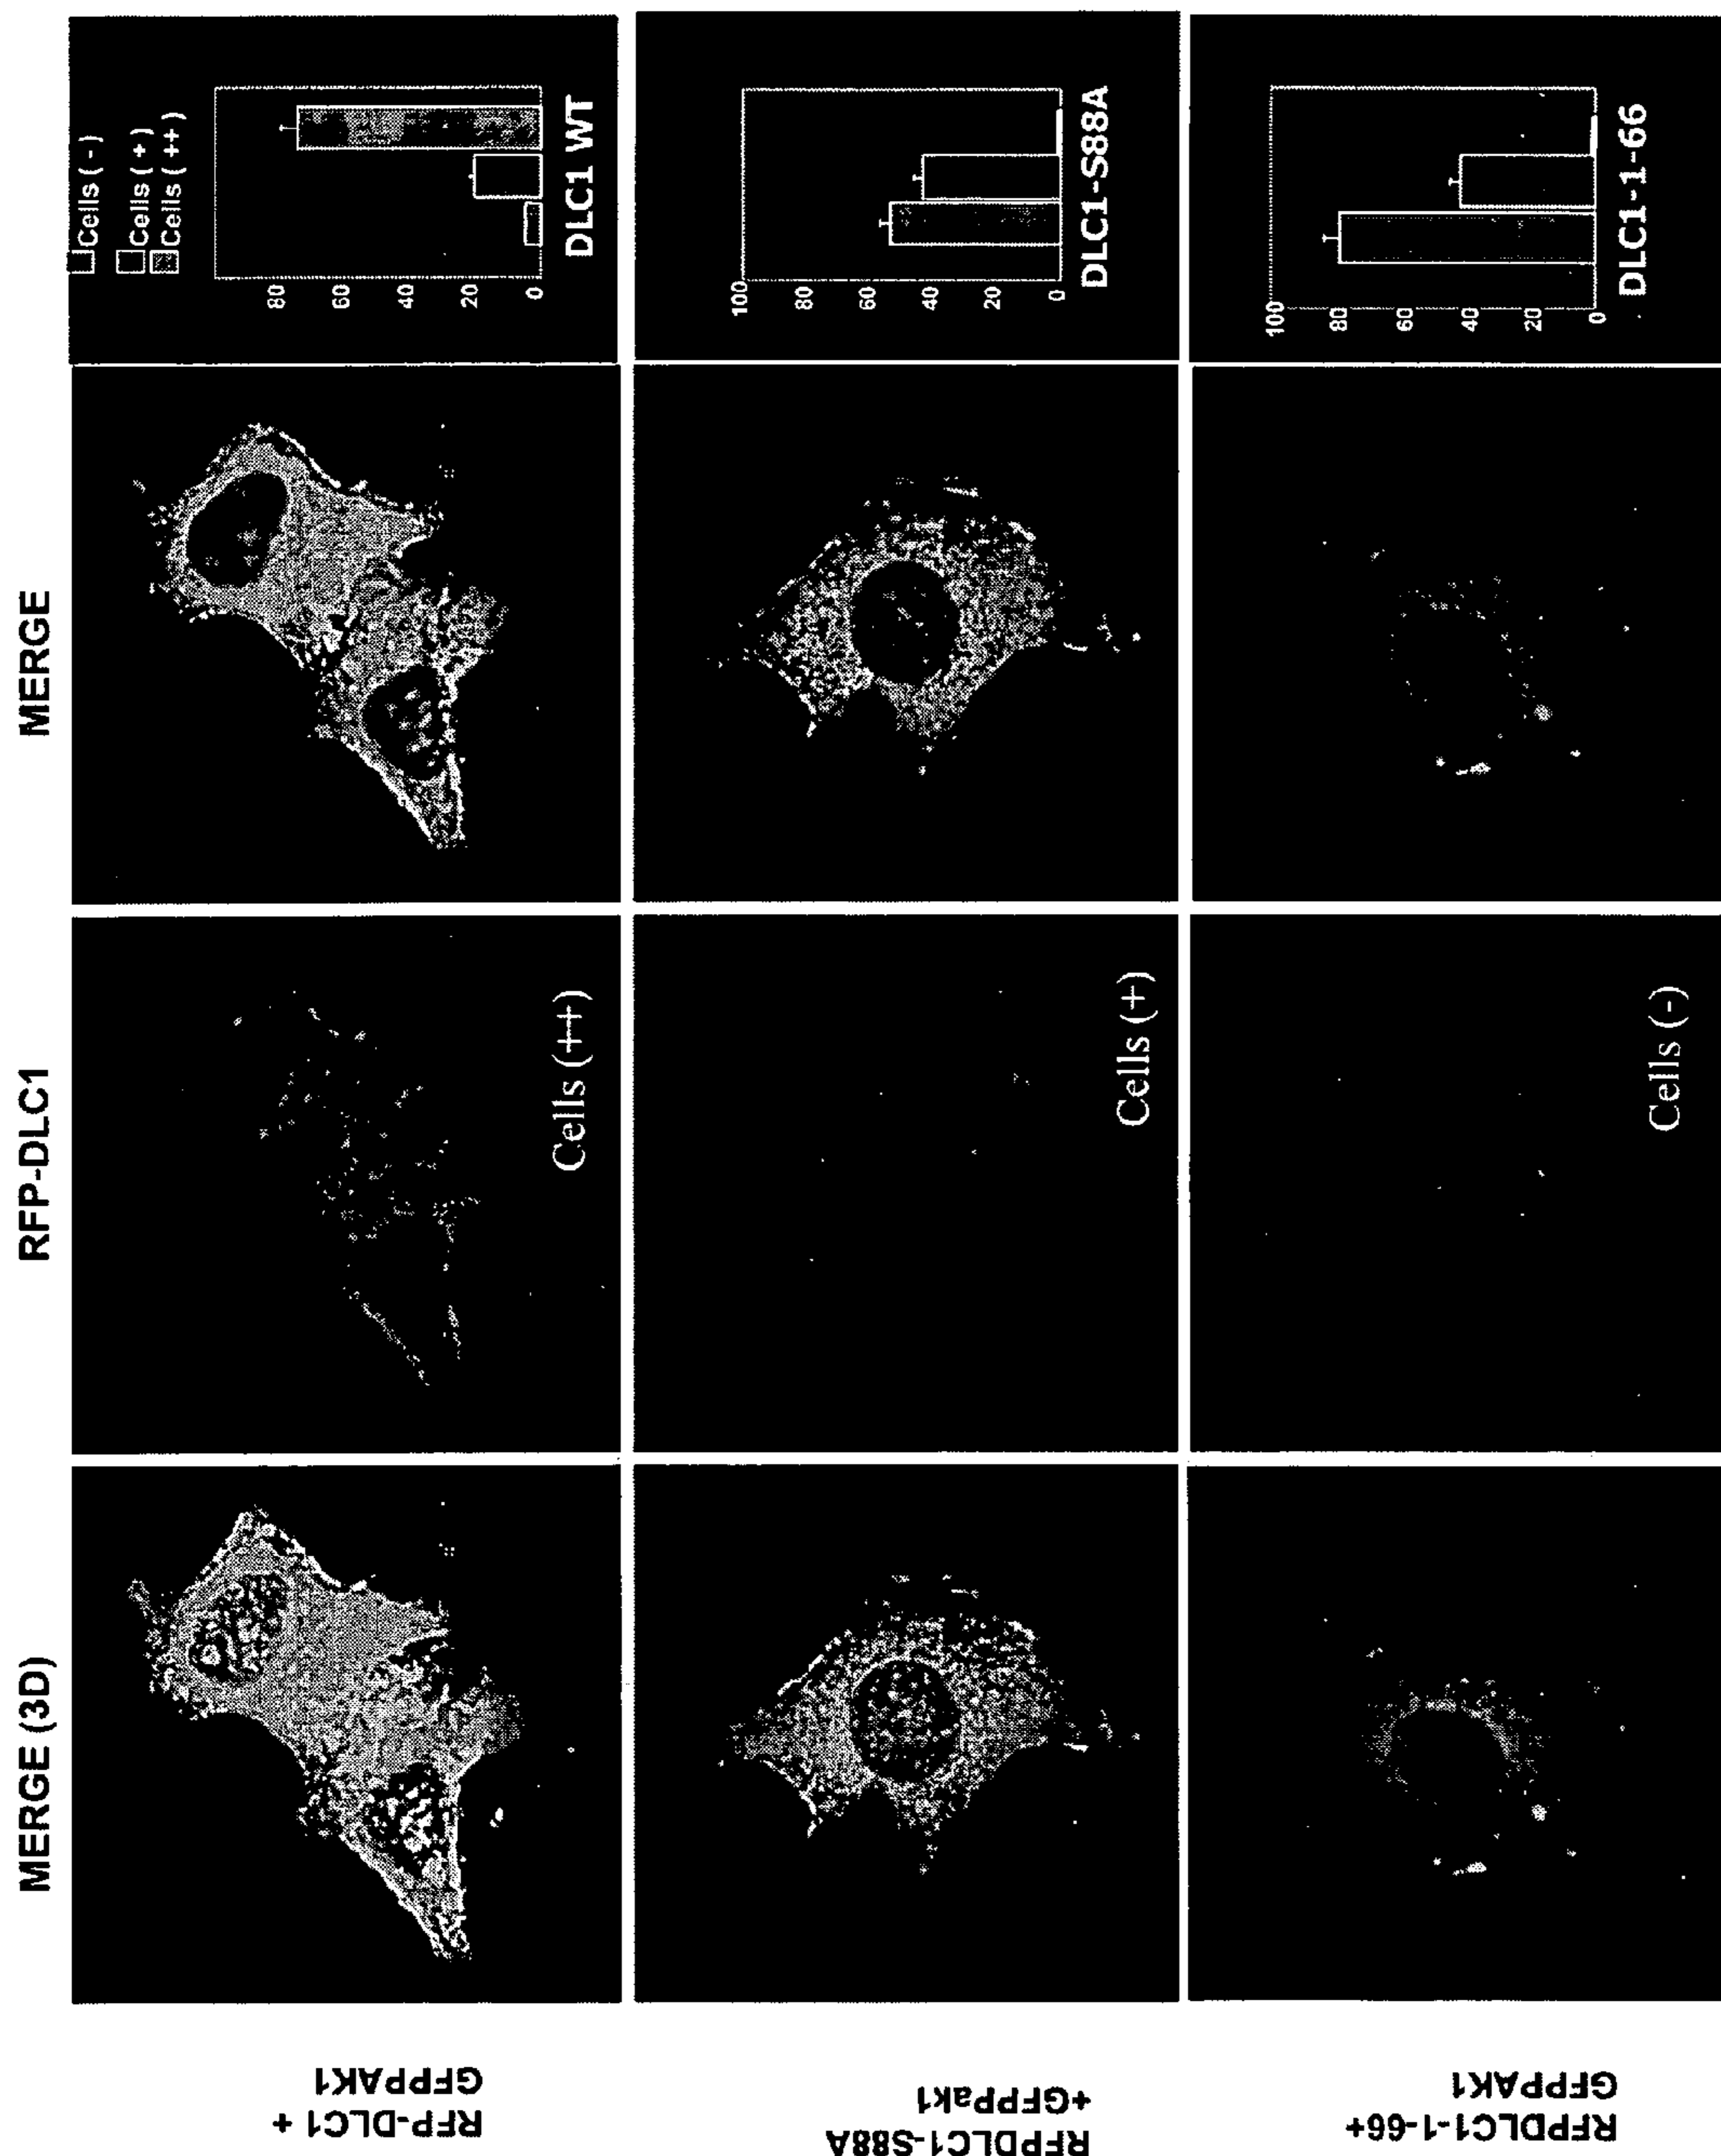 MERGE (3D)
RFP-DLC1
MERGE
RFP-DLC1 +
GFPPAK1
Cells (++)
Cells ( - )
Cells ( + )
Cells ( ++ )
80
60
40
20
0
DLC1 WT
RFPDLC1-S88A
+GFPPak1
Cells (+)
100
80
60
40
20
0
DLC1-S88A
RFPDLC1-1-66+
GFPPAK1
Cells (-)
100
80
60
40
20
0
DLC1-1-66